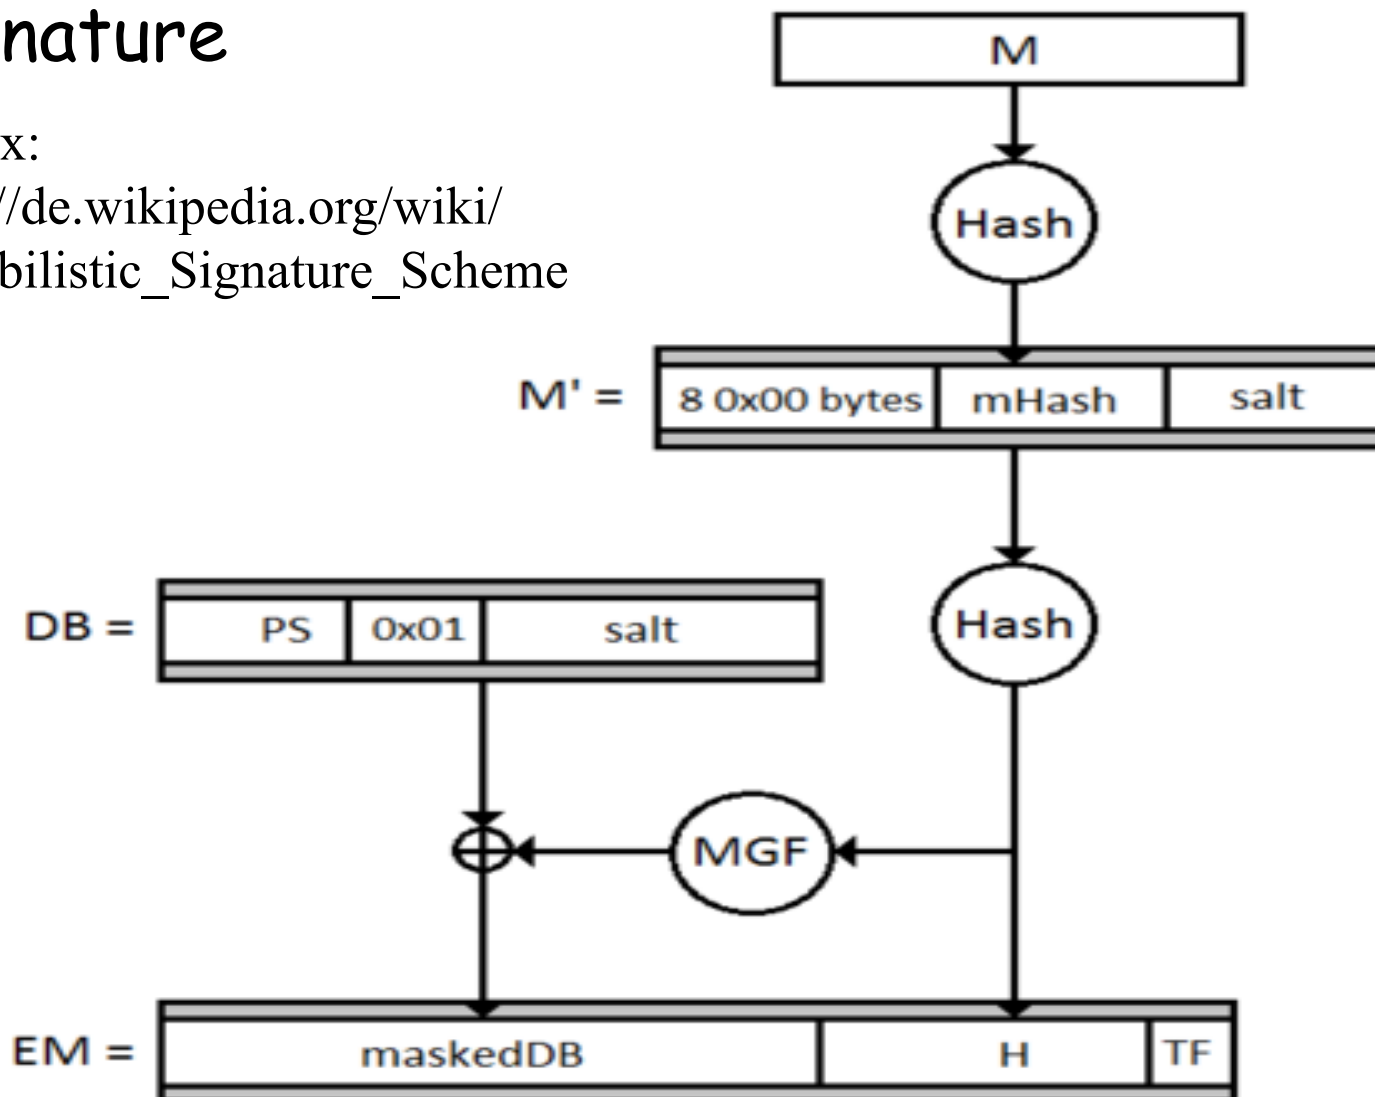 nature
x:
//de.wikipedia.org/wiki/
bilistic_Signature_Scheme
M
Hash
M' = 8 0x00 bytes mHash salt
DB = PS 0x01 salt
Hash
MGF
EM = maskedDB H TF